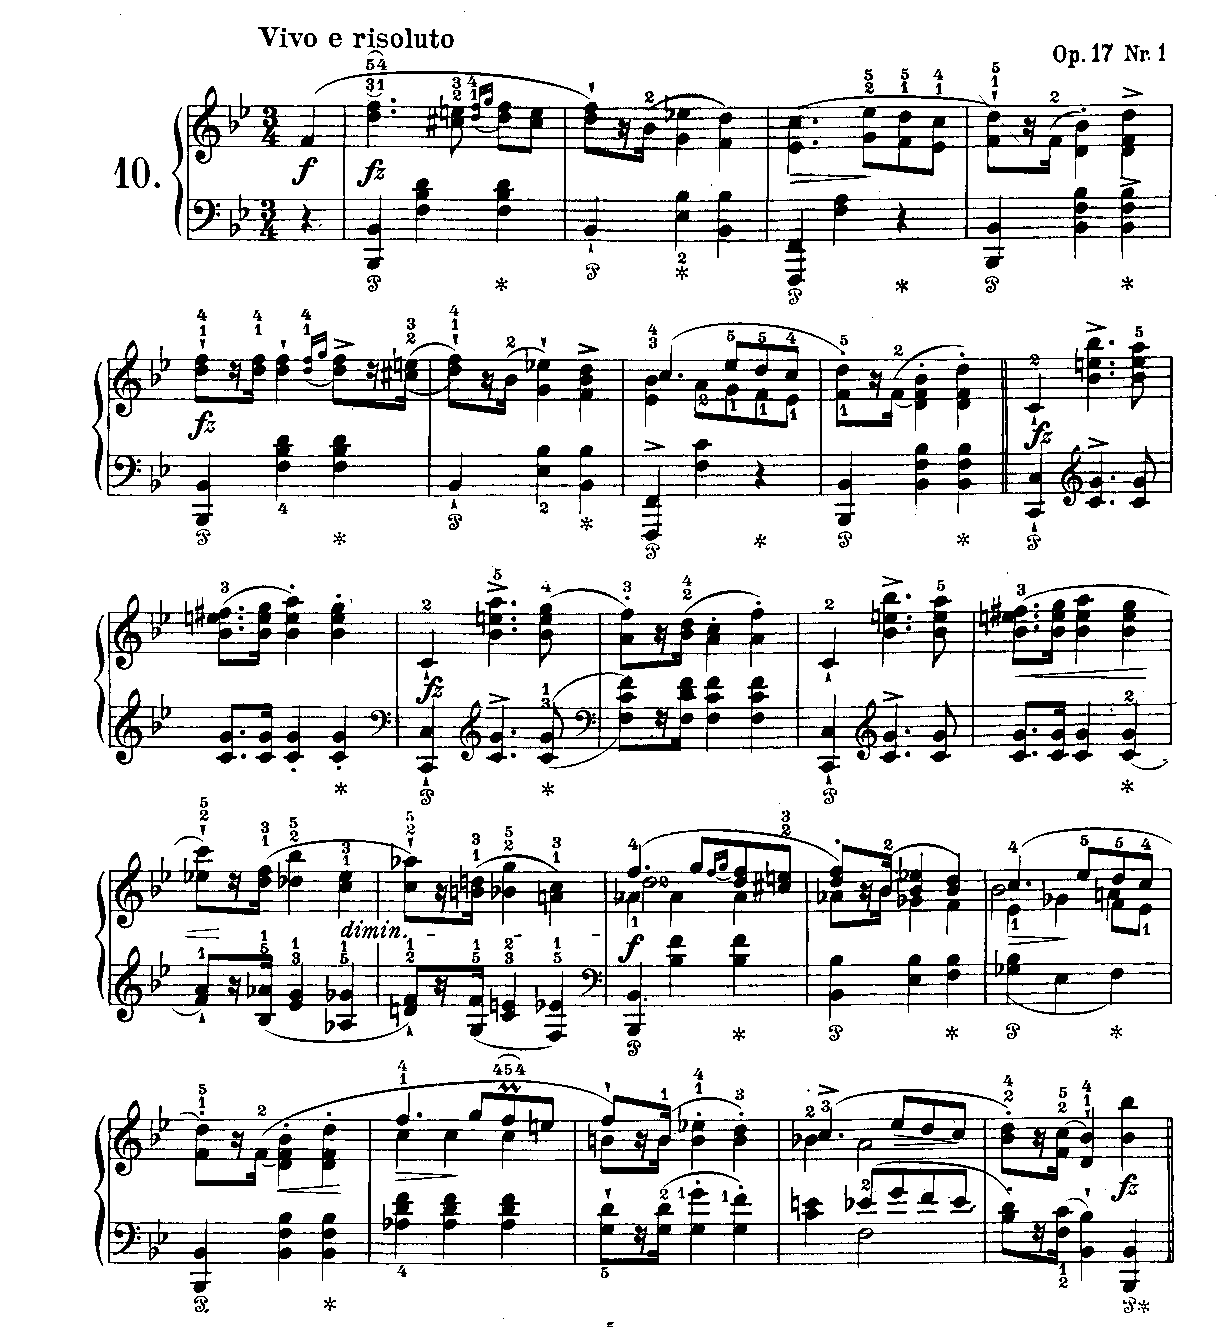 Vivo e risoluto
Op. 17 Nr. 1
10.
f
fz
fz
fz
fz
dimin.
f
fz